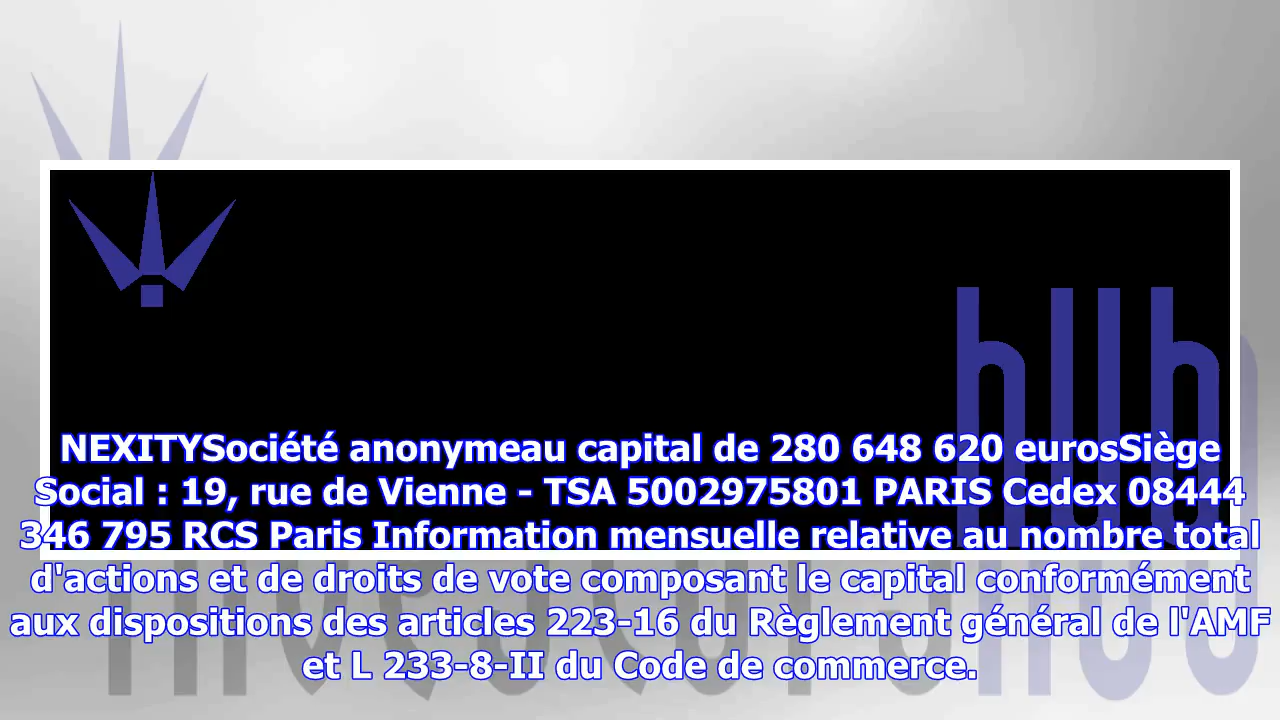 hub
NEXITYSociété anonymeau capital de 280 648 620 eurosSiège
Social : 19, rue de Vienne - TSA 5002975801 PARIS Cedex 08444
346 795 RCS Paris Information mensuelle relative au nombre total
d'actions et de droits de vote composant le capital conformément
aux dispositions des articles 223-16 du Règlement général de l'AMF
et L 233-8-II du Code de commerce.